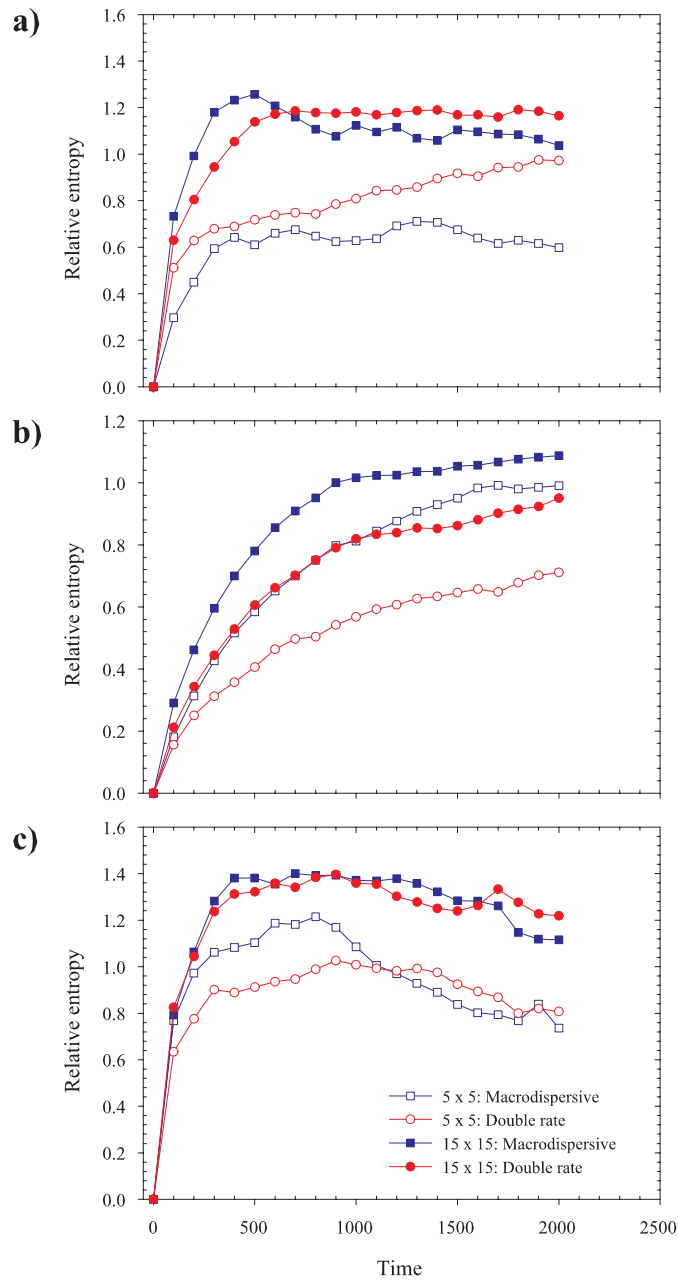 a)
1.6
1.4
1.2
1.0
0.8
0.6
0.4
0.2
0.0
Relative entropy
b)
1.2
1.0
0.8
0.6
0.4
0.2
0.0
Relative entropy
c)
1.6
1.4
1.2
1.0
0.8
0.6
0.4
0.2
0.0
Relative entropy
5 x 5: Macrodispersive
5 x 5: Double rate
15 x 15: Macrodispersive
15 x 15: Double rate
0 500 1000 1500 2000 2500
Time